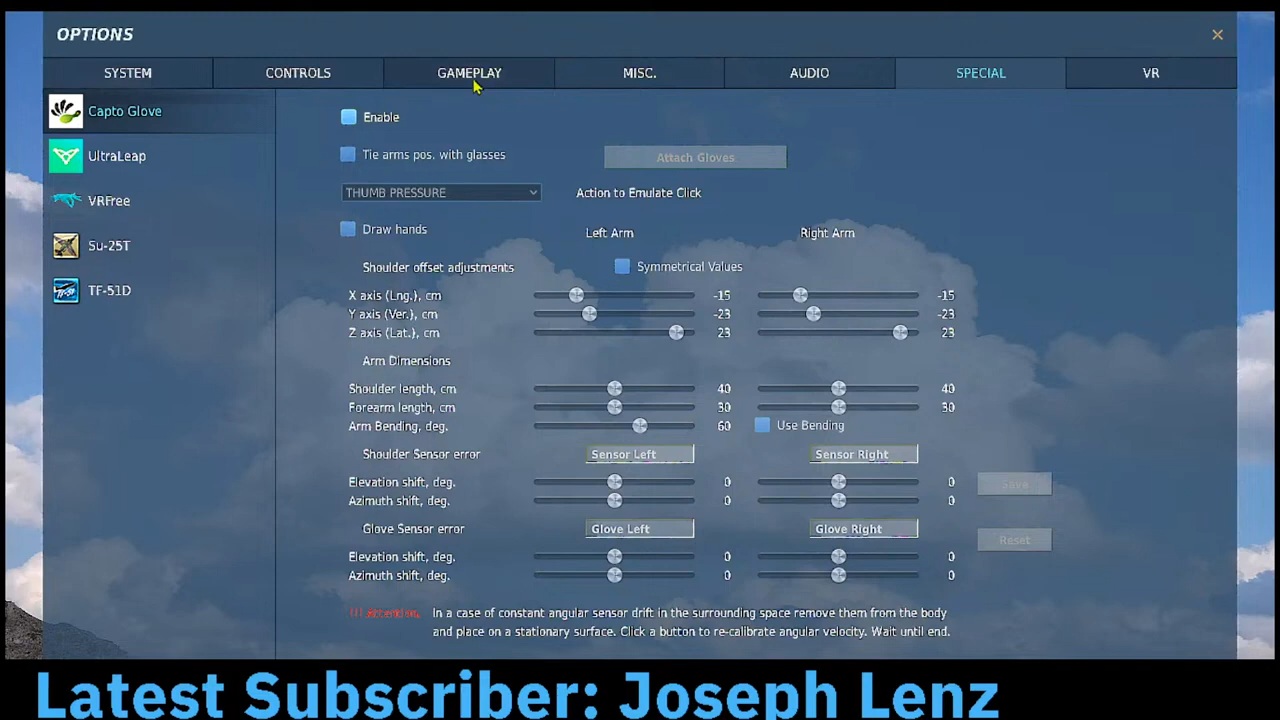 OPTIONS
SYSTEM CONTROLS GAMEPLAY MISC. AUDIO SPECIAL VR
Capto Glove
UltraLeap
VRFree
Su-25T
TF-51D
Enable
Tie arms pos. with glasses Attach Gloves
THUMB PRESSURE Action to Emulate Click
Draw hands Left Arm Right Arm
Shoulder offset adjustments Symmetrical Values
X axis (Lng.), cm -15 -15
Y axis (Ver.), cm -23 -23
Z axis (Lat.), cm 23 23
Arm Dimensions
Shoulder length, cm 40 40
Forearm length, cm 30 30
Arm Bending, deg. 60 Use Bending
Shoulder Sensor error Sensor Left Sensor Right
Elevation shift, deg. 0 0 Save
Azimuth shift, deg. 0 0
Glove Sensor error Glove Left Glove Right
Reset
Elevation shift, deg. 0 0
Azimuth shift, deg. 0 0
!!! Attention. In a case of constant angular sensor drift in the surrounding space remove them from the body
and place on a stationary surface. Click a button to re-calibrate angular velocity. Wait until end.
Latest Subscriber: Joseph Lenz